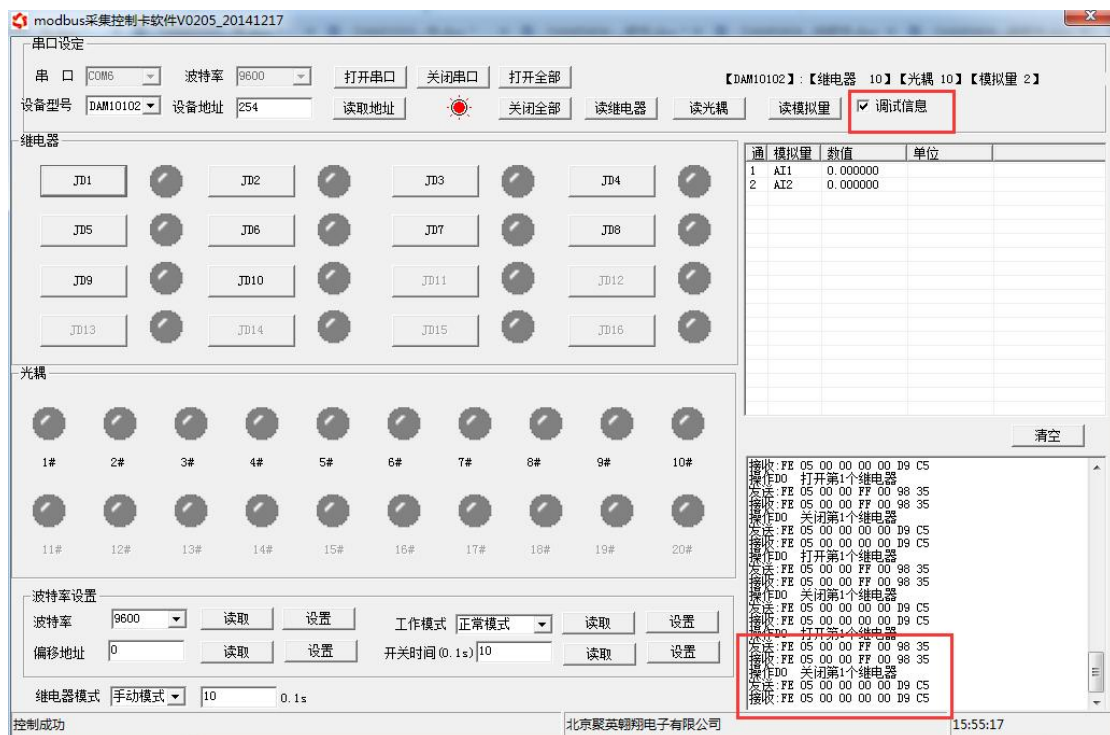 modbus采集控制卡软件V0205_20141217
串口设定
串 口 COM6 波特率 9600 打开串口 关闭串口 打开全部 【DAM10102】:【继电器 10】【光耦 10】【模拟量 2】
设备型号 DAM10102 设备地址 254 读取地址 关闭全部 读继电器 读光耦 读模拟量 调试信息
继电器
JD1 JD2 JD3 JD4
JD5 JD6 JD7 JD8
JD9 JD10 JD11 JD12
JD13 JD14 JD15 JD16
通 模拟量 数值 单位
1 AI1 0.000000
2 AI2 0.000000
光耦
1# 2# 3# 4# 5# 6# 7# 8# 9# 10#
11# 12# 13# 14# 15# 16# 17# 18# 19# 20#
清空
接收:FE 05 00 00 00 00 D9 C5
操作DO 打开第1个继电器
发送:FE 05 00 00 FF 00 98 35
接收:FE 05 00 00 FF 00 98 35
操作DO 关闭第1个继电器
发送:FE 05 00 00 00 00 D9 C5
接收:FE 05 00 00 00 00 D9 C5
操作DO 打开第1个继电器
发送:FE 05 00 00 FF 00 98 35
接收:FE 05 00 00 FF 00 98 35
操作DO 关闭第1个继电器
发送:FE 05 00 00 00 00 D9 C5
接收:FE 05 00 00 00 00 D9 C5
操作DO 打开第1个继电器
发送:FE 05 00 00 FF 00 98 35
接收:FE 05 00 00 FF 00 98 35
操作DO 关闭第1个继电器
发送:FE 05 00 00 00 00 D9 C5
接收:FE 05 00 00 00 00 D9 C5
波特率设置
波特率 9600 读取 设置 工作模式 正常模式 读取 设置
偏移地址 0 读取 设置 开关时间(0.1s) 10 读取 设置
继电器模式 手动模式 10 0.1s
控制成功 北京聚英翱翔电子有限公司 15:55:17